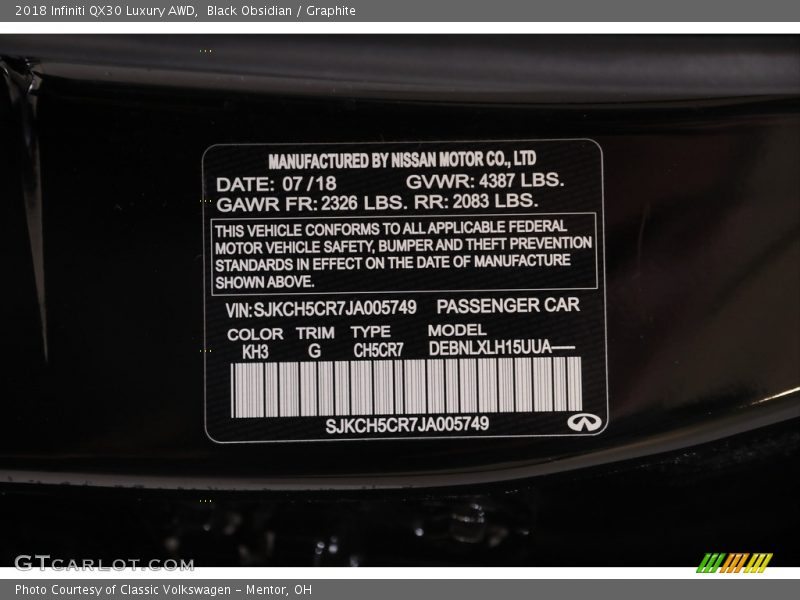 2018 Infiniti QX30 Luxury AWD,  Black Obsidian / Graphite
MANUFACTURED BY NISSAN MOTOR CO., LTD
DATE: 07/18 GVWR: 4387 LBS.
GAWR FR: 2326 LBS. RR: 2083 LBS.
THIS VEHICLE CONFORMS TO ALL APPLICABLE FEDERAL
MOTOR VEHICLE SAFETY, BUMPER AND THEFT PREVENTION
STANDARDS IN EFFECT ON THE DATE OF MANUFACTURE
SHOWN ABOVE.
VIN: SJKCH5CR7JA005749 PASSENGER CAR
COLOR TRIM TYPE MODEL
KH3 G CH5CR7 DEBNLXLH15UUA—
SJKCH5CR7JA005749
GTCARLOT.COM
Photo Courtesy of Classic Volkswagen - Mentor, OH